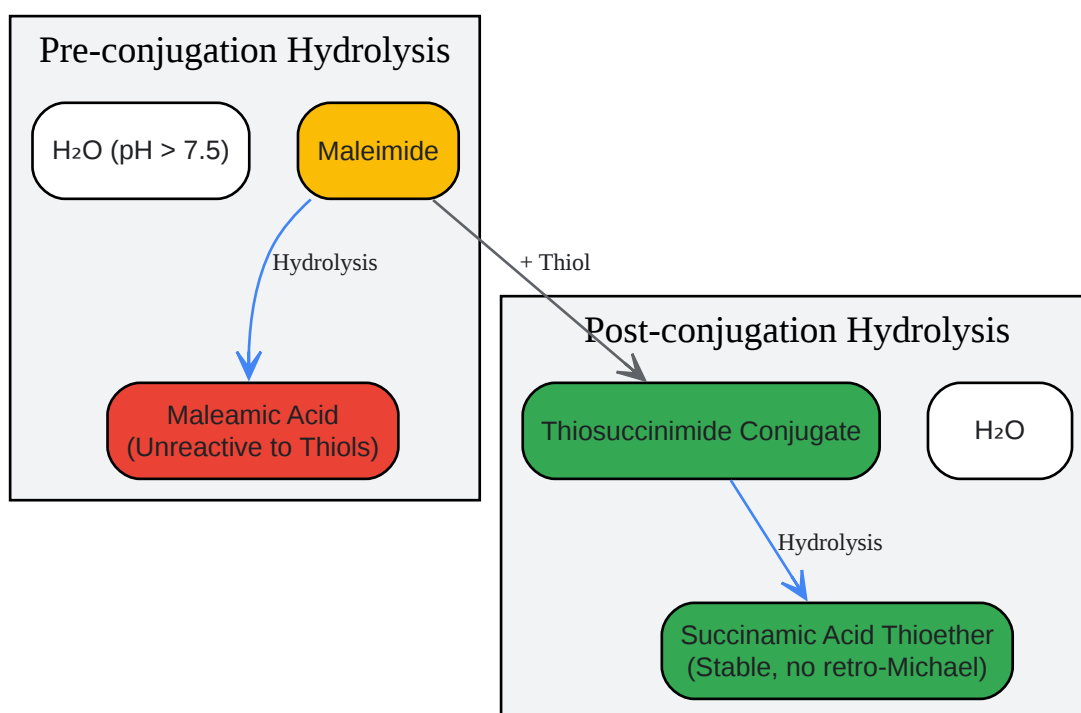 Pre-conjugation Hydrolysis
H₂O (pH > 7.5)
Maleimide
Hydrolysis
+ Thiol
Maleamic Acid
(Unreactive to Thiols)
Post-conjugation Hydrolysis
Thiosuccinimide Conjugate
H₂O
Hydrolysis
Succinamic Acid Thioether
(Stable, no retro-Michael)